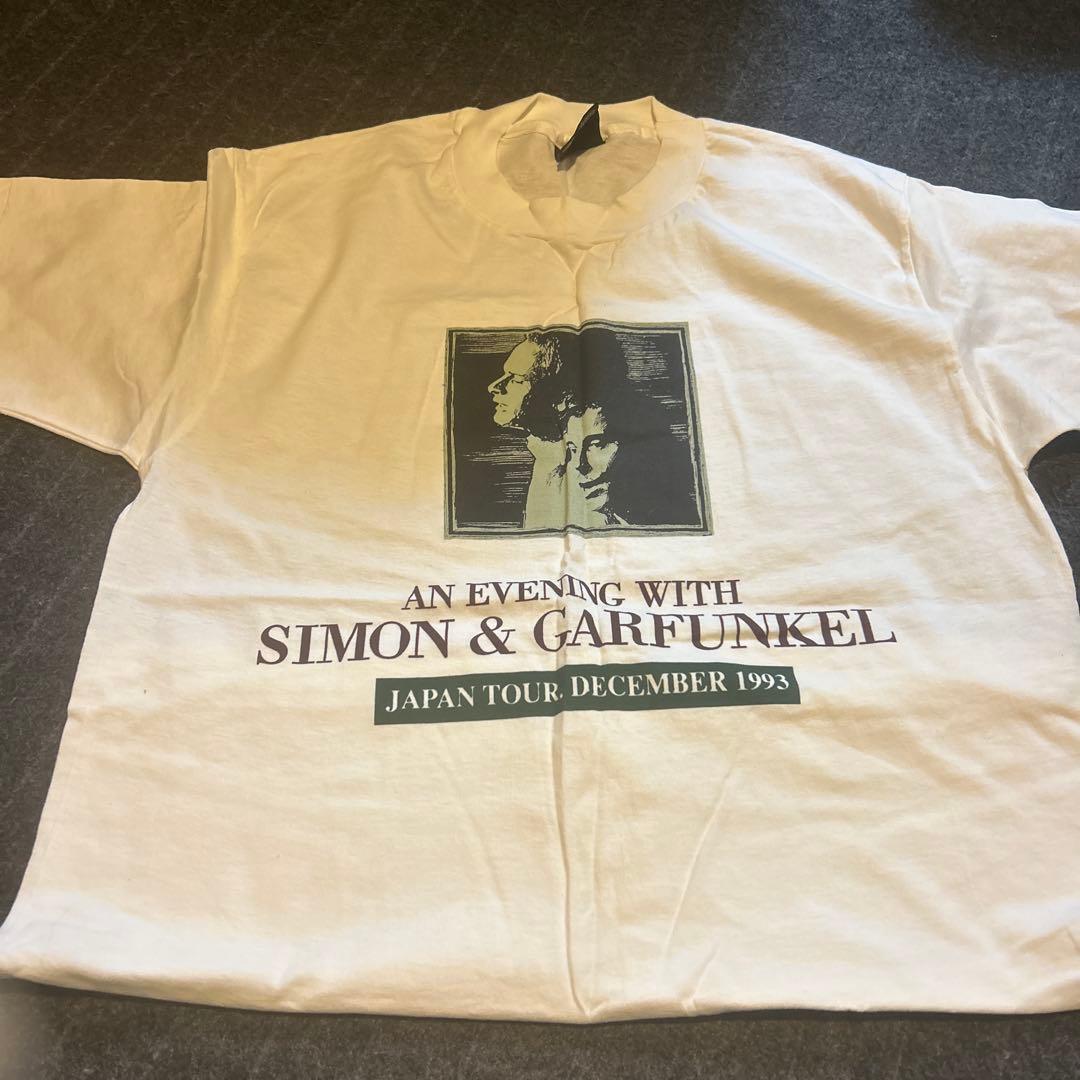 AN EVENING WITH
SIMON & GARFUNKEL
JAPAN TOUR, DECEMBER 1993